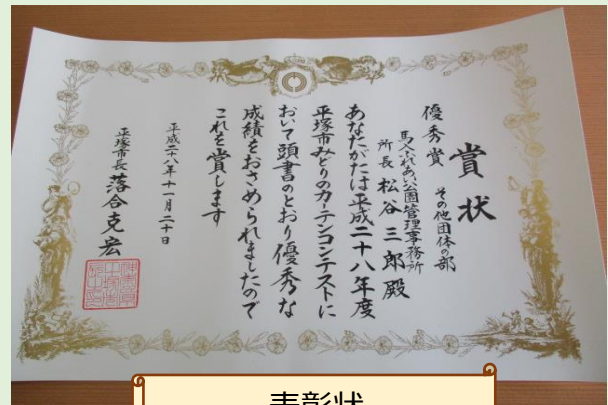 賞状
その他団体の部
優秀賞
馬入ふれあい公園管理事務所
所長 松谷三郎殿
あなたがたは平成二十八年度
平塚市みどりのカーテンコンテストに
おいて頭書のとおり優秀な
成績をおさめられましたので
これを賞します
平成二十八年十一月二十日
平塚市長 落合克宏
表彰状